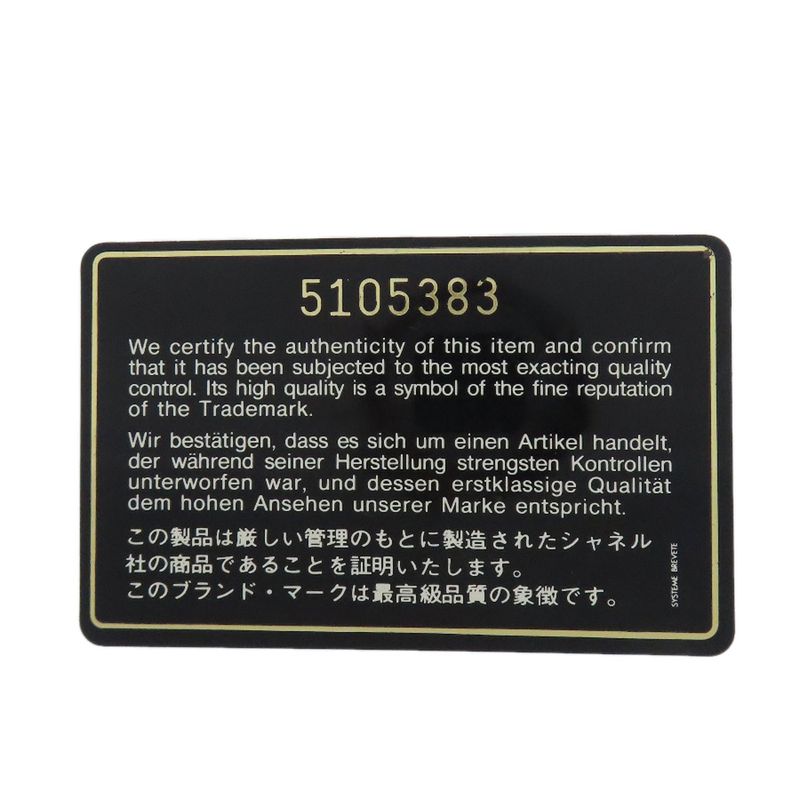 5105383
We certify the authenticity of this item and confirm
that it has been subjected to the most exacting quality
control. Its high quality is a symbol of the fine reputation
of the Trademark.
Wir bestätigen, dass es sich um einen Artikel handelt,
der während seiner Herstellung strengsten Kontrollen
unterworfen war, und dessen erstklassige Qualität
dem hohen Ansehen unserer Marke entspricht.
この製品は厳しい管理のもとに製造されたシャネル
社の商品であることを証明いたします。
このブランド・マークは最高級品質の象徴です。
SYSTEME BREVETE